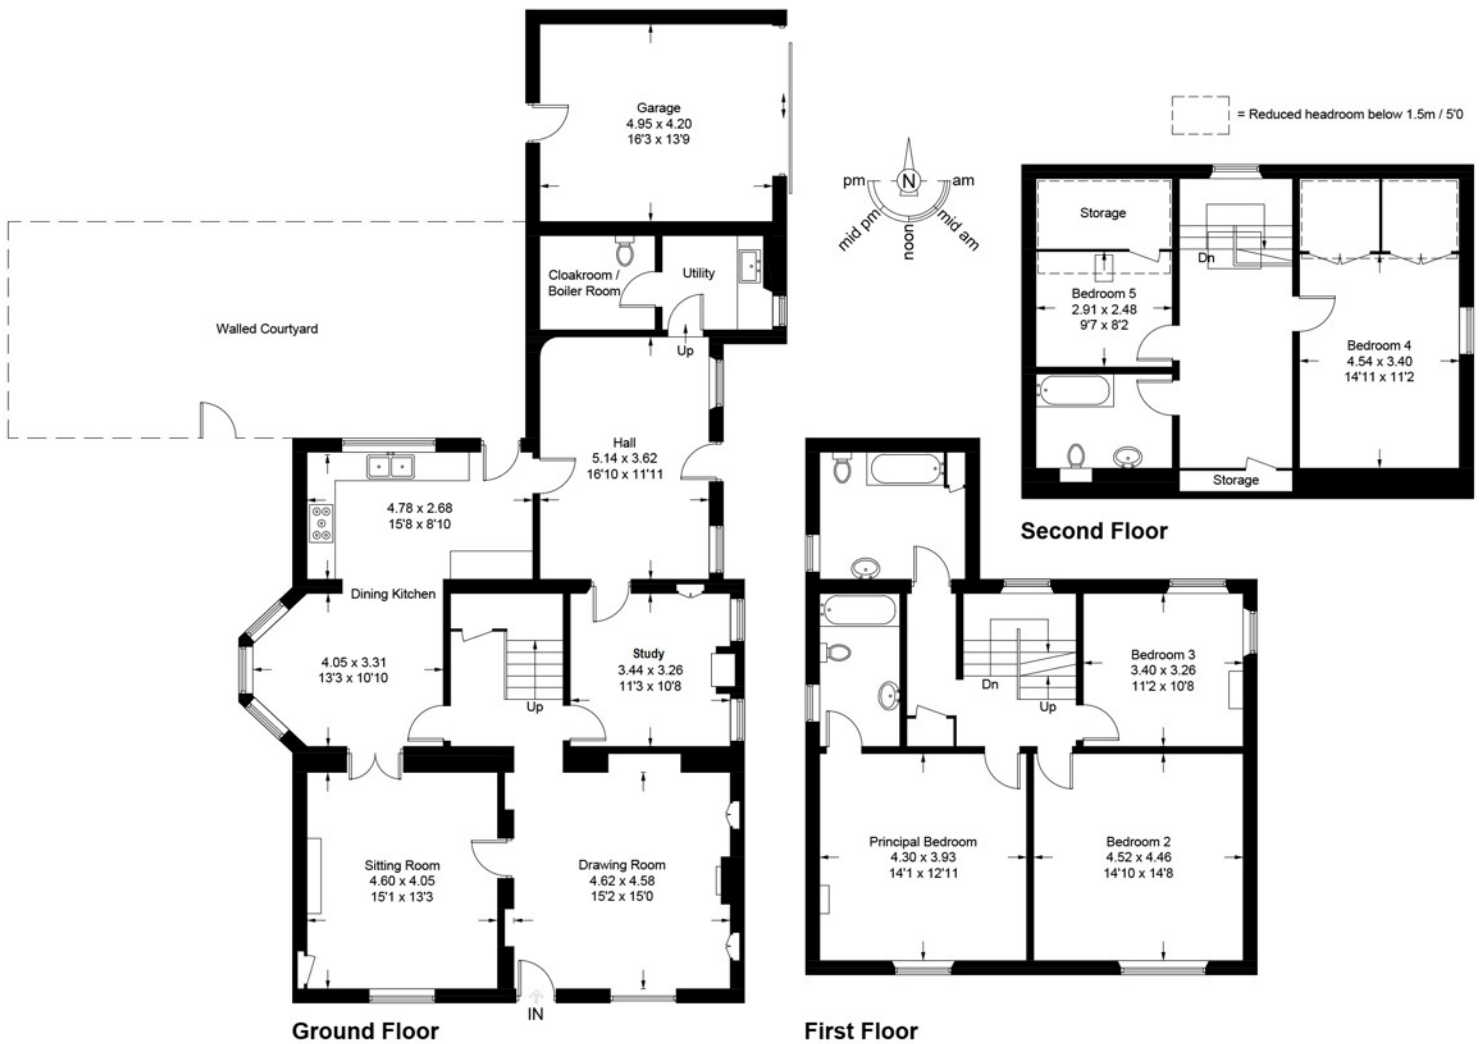 Garage
4.95 x 4.20
16'3 x 13'9
= Reduced headroom below 1.5m / 5'0
pm
N
am
mid pm
noon
mid am
Storage
Dn
Bedroom 5
2.91 x 2.48
9'7 x 8'2
Bedroom 4
4.54 x 3.40
14'11 x 11'2
Storage
Second Floor
Cloakroom /
Boiler Room
Utility
Up
Walled Courtyard
Hall
5.14 x 3.62
16'10 x 11'11
4.78 x 2.68
15'8 x 8'10
Dining Kitchen
4.05 x 3.31
13'3 x 10'10
Study
3.44 x 3.26
11'3 x 10'8
Up
Sitting Room
4.60 x 4.05
15'1 x 13'3
Drawing Room
4.62 x 4.58
15'2 x 15'0
IN
Ground Floor
Bedroom 3
3.40 x 3.26
11'2 x 10'8
Dn
Up
Principal Bedroom
4.30 x 3.93
14'1 x 12'11
Bedroom 2
4.52 x 4.46
14'10 x 14'8
First Floor